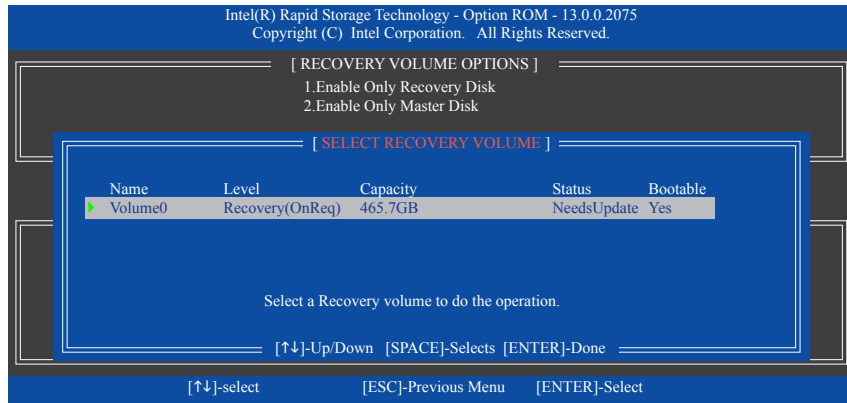 Intel(R) Rapid Storage Technology - Option ROM - 13.0.0.2075
Copyright (C) Intel Corporation. All Rights Reserved.
[ RECOVERY VOLUME OPTIONS ]
1.Enable Only Recovery Disk
2.Enable Only Master Disk
[ SELECT RECOVERY VOLUME ]
Name Level Capacity Status Bootable
Volume0 Recovery(OnReq) 465.7GB NeedsUpdate Yes
Select a Recovery volume to do the operation.
[↑↓]-Up/Down [SPACE]-Selects [ENTER]-Done
[↑↓]-select [ESC]-Previous Menu [ENTER]-Select